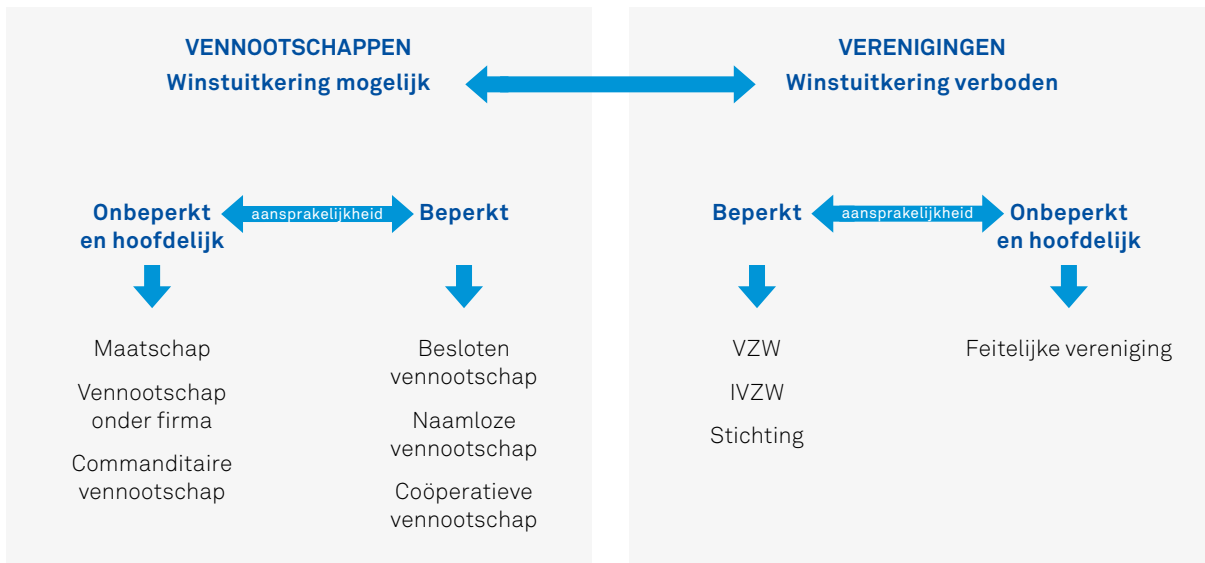 VENNOOTSCHAPPEN
Winstuitkering mogelijk
Onbeperkt
en hoofdelijk
aansprakelijkheid
Beperkt
Maatschap
Vennootschap
onder firma
Commanditaire
vennootschap
Besloten
vennootschap
Naamloze
vennootschap
Coöperatieve
vennootschap
VERENIGINGEN
Winstuitkering verboden
Beperkt
aansprakelijkheid
Onbeperkt
en hoofdelijk
VZW
IVZW
Stichting
Feitelijke vereniging